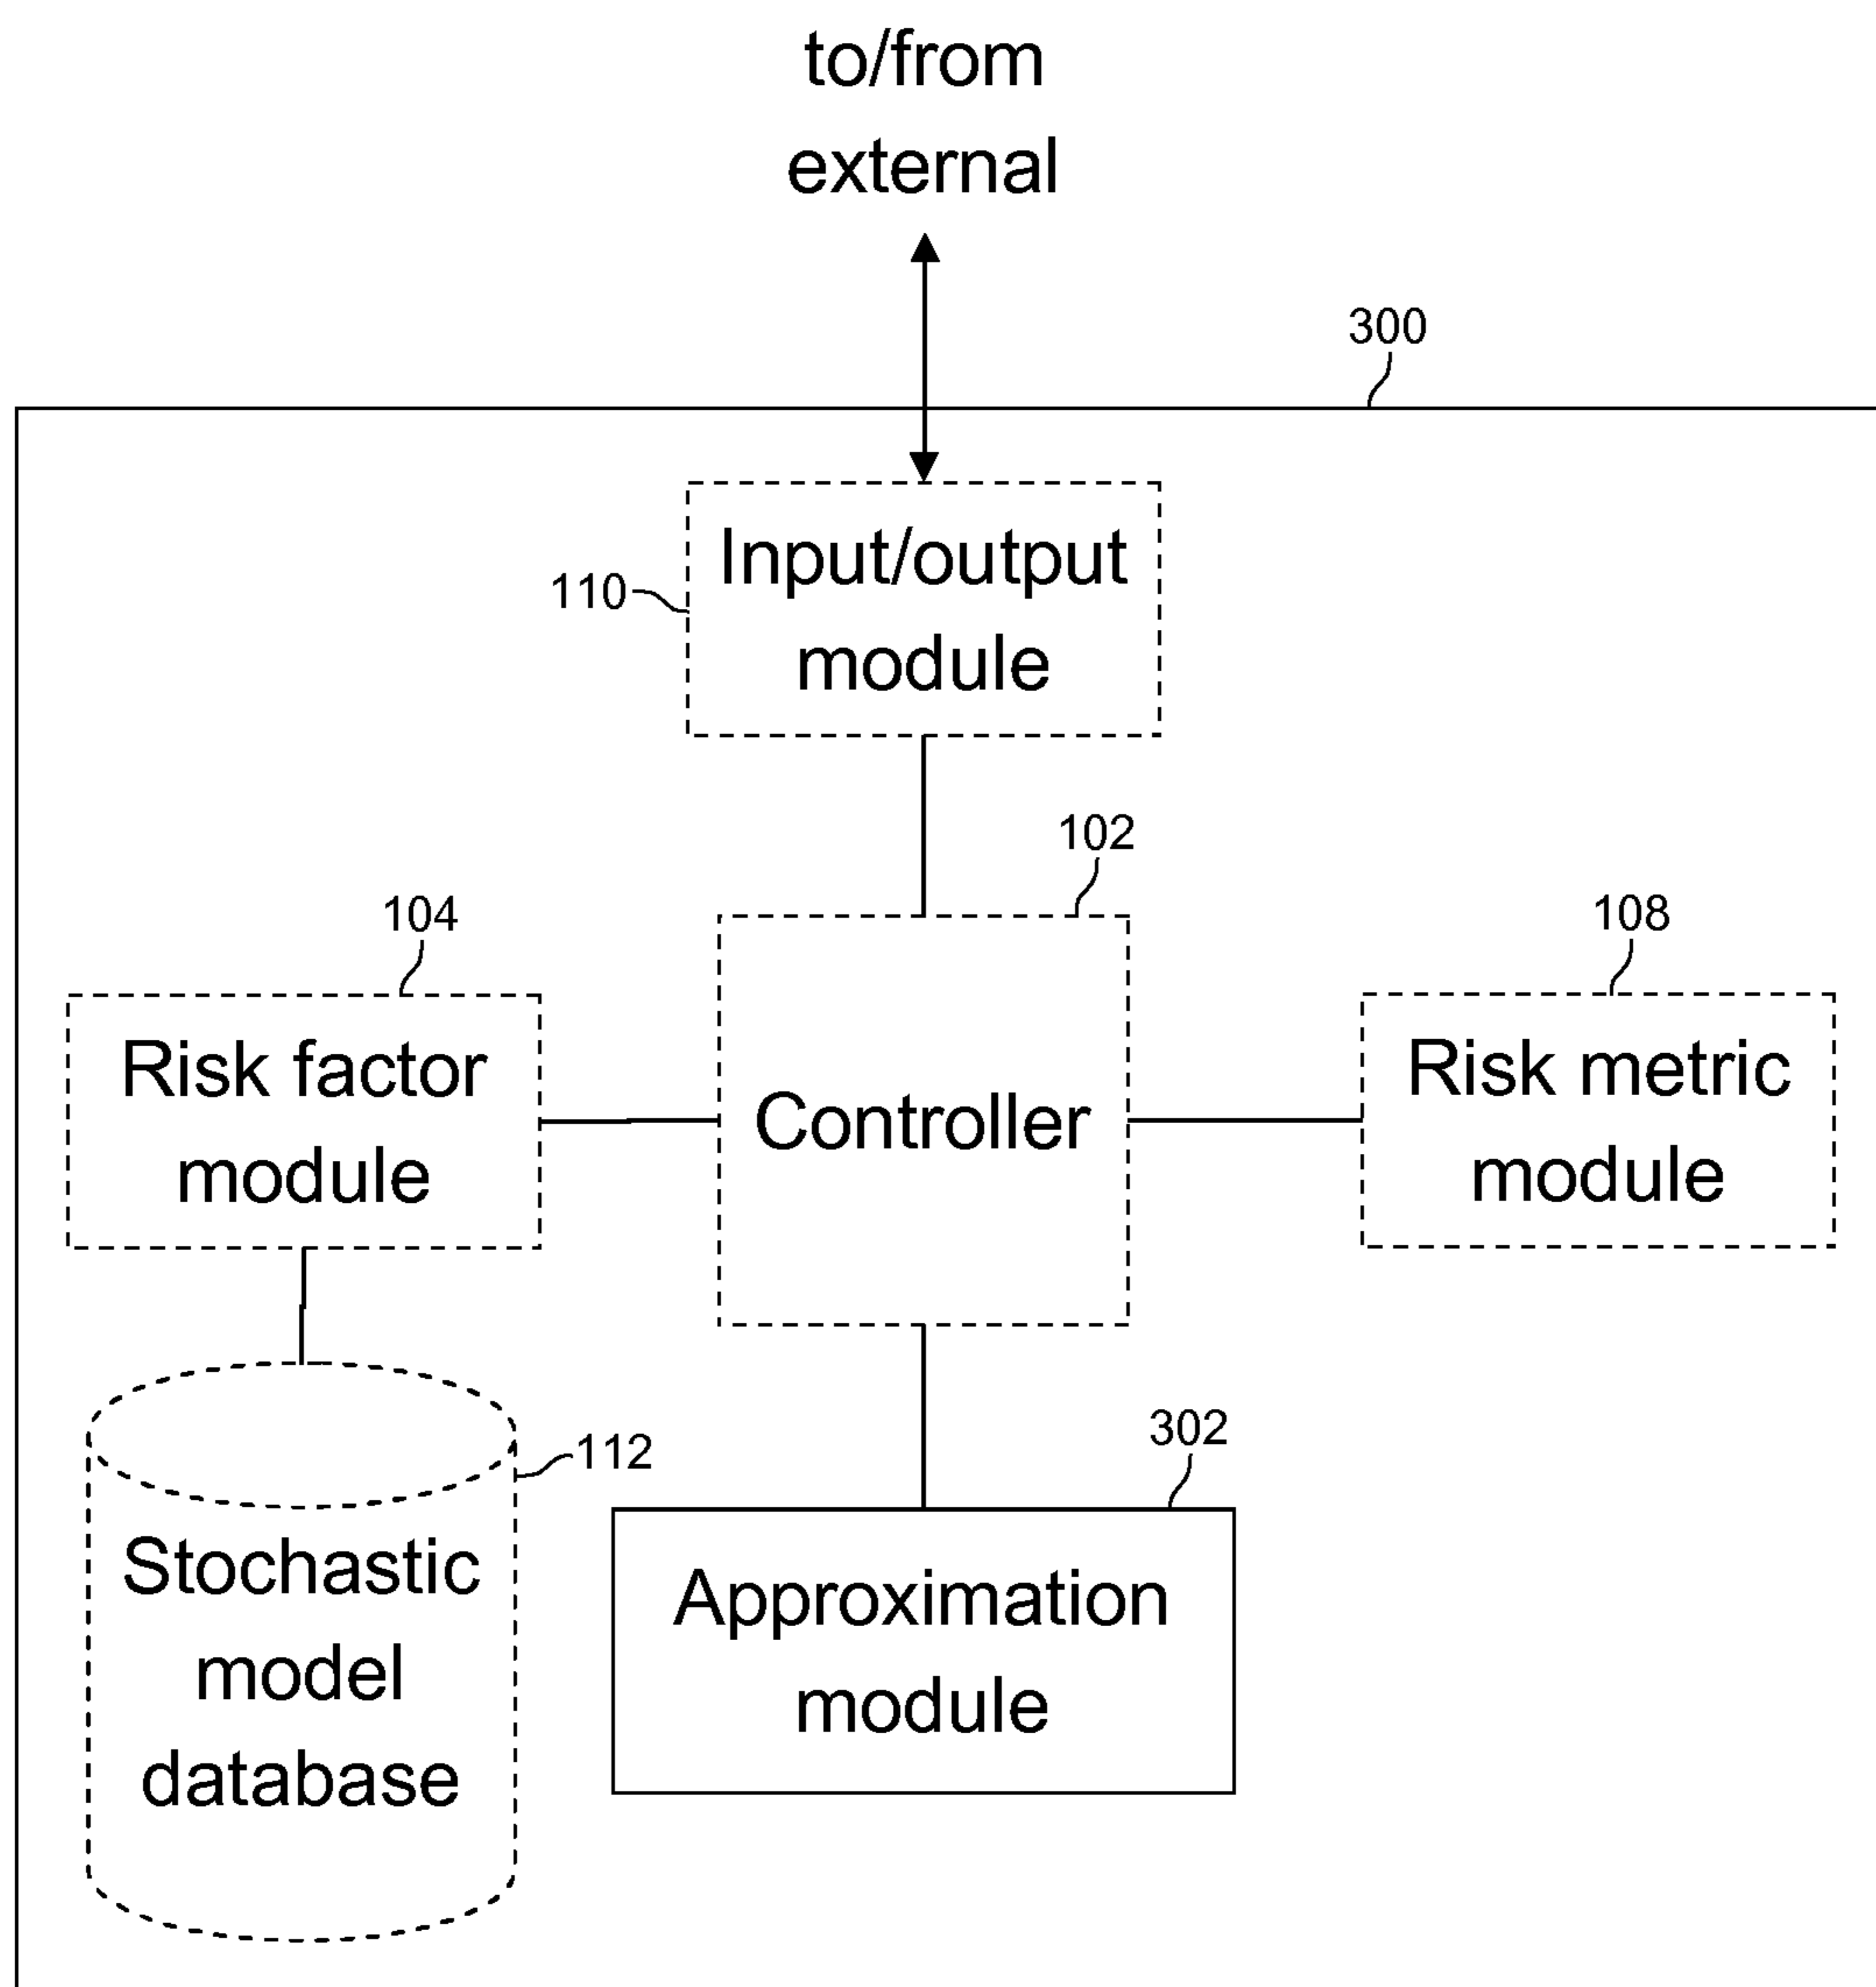 to/from
external
300
Input/output
module
110
102
104
108
Risk factor
module
Controller
Risk metric
module
302
112
Stochastic
model
database
Approximation
module